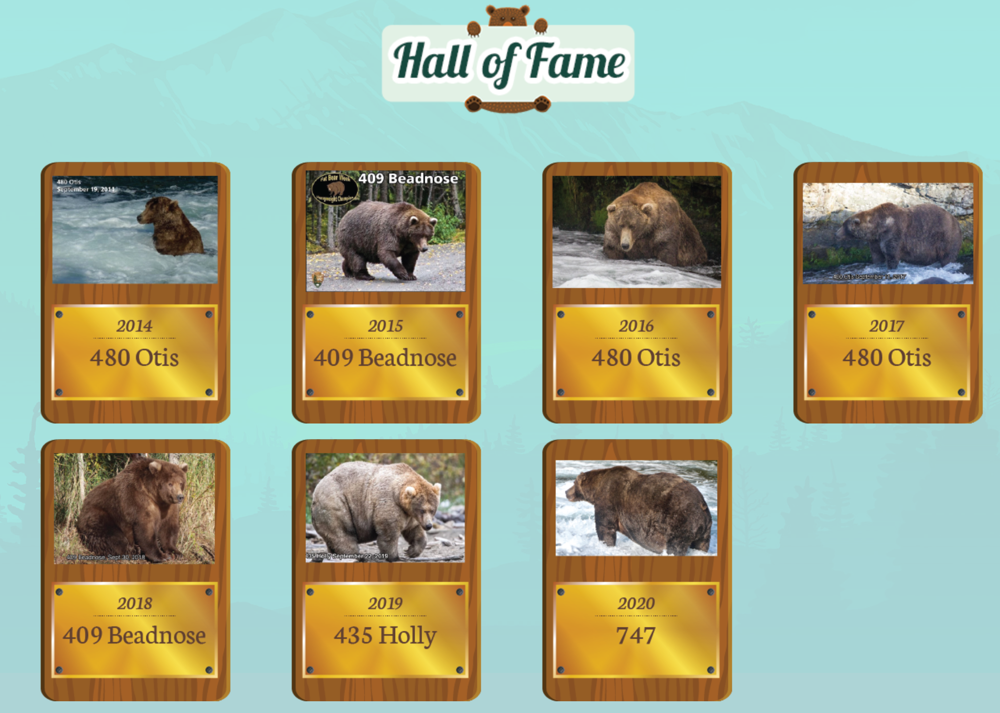 Hall of Fame
480 Otis
September 19, 2014
2014
480 Otis
Fat Bear Week
Heavyweight Champion
409 Beadnose
2015
409 Beadnose
2016
480 Otis
480 Otis September 11, 2017
2017
480 Otis
409 Beadnose, Sept.30, 2018
2018
409 Beadnose
435 Holly September 22, 2019
2019
435 Holly
2020
747